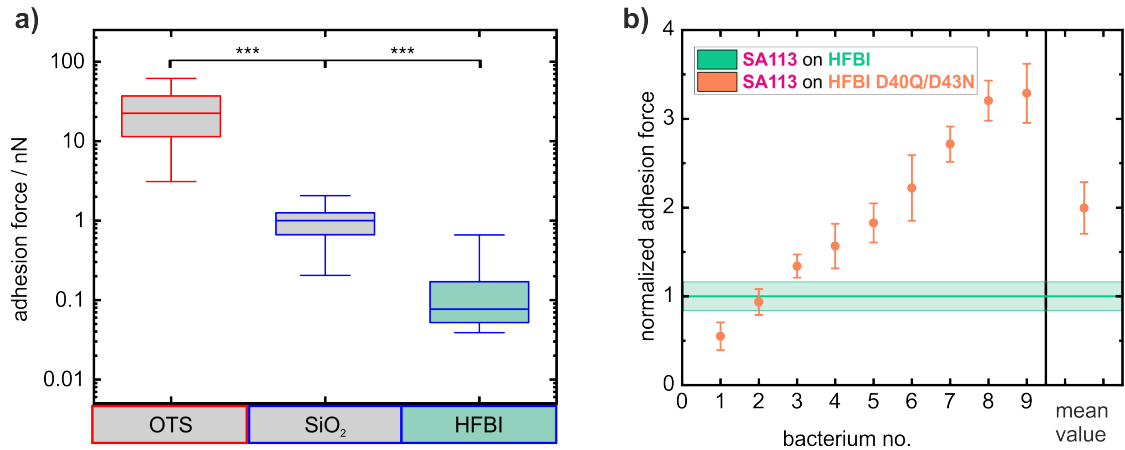 a)
adhesion force / nN
100
10
1
0.1
0.01
***
***
OTS
SiO₂
HFBI
b)
normalized adhesion force
4
3
2
1
0
SA113 on HFBI
SA113 on HFBI D40Q/D43N
0 1 2 3 4 5 6 7 8 9
mean
value
bacterium no.